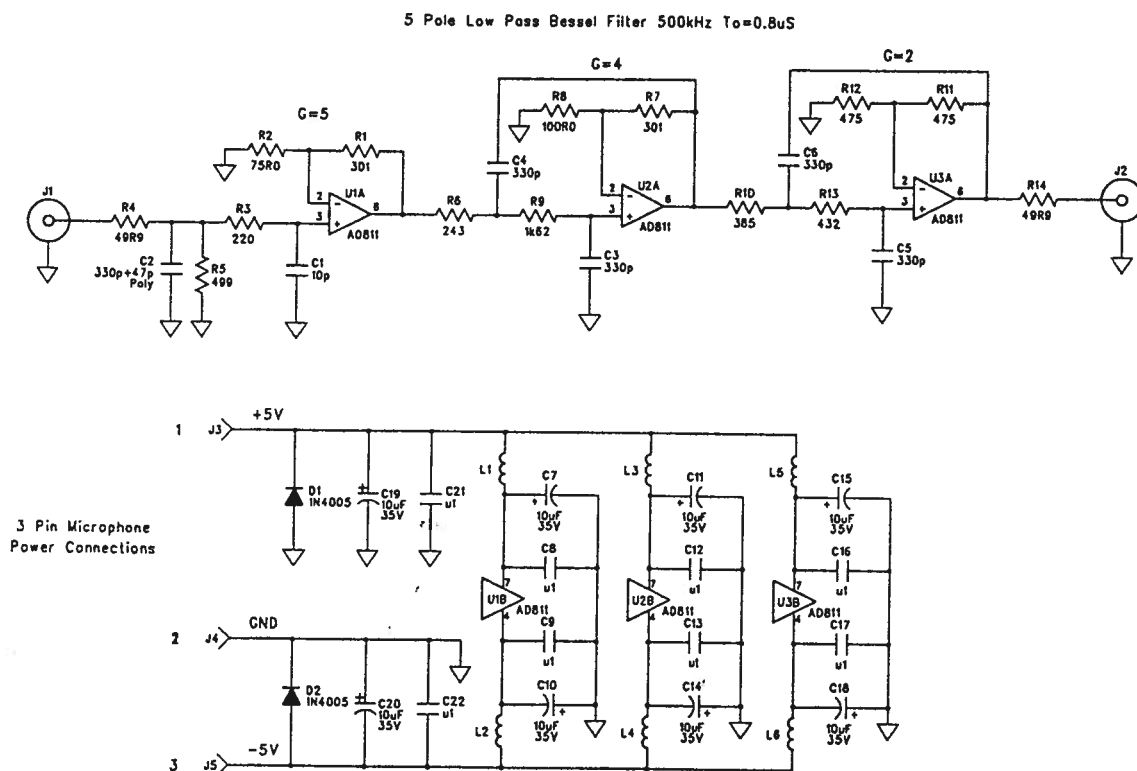 5 Pole Low Pass Bessel Filter 500kHz To=0.8uS
G=5
G=4
G=2
R2
75R0
R1
301
R8
100R0
R7
301
R12
475
R11
475
C4
330p
C6
330p
J1
R4
49R9
R3
220
2
3
U1A
6
AD811
R6
243
R9
1k62
2
3
U2A
6
AD811
R10
385
R13
432
2
3
U3A
6
AD811
R14
49R9
J2
C2
330p+47p
Poly
R5
499
C1
10p
C3
330p
C5
330p
3 Pin Microphone
Power Connections
1
J3
+5V
D1
1N4005
C19
10uF
35V
C21
u1
L1
C7
10uF
35V
C8
u1
U1B
7
4
AD811
C9
u1
C10
10uF
35V
L2
L3
C11
10uF
35V
C12
u1
U2B
7
4
AD811
C13
u1
C14
10uF
35V
L4
L5
C15
10uF
35V
C16
u1
U3B
7
4
AD811
C17
u1
C18
10uF
35V
L6
2
J4
GND
D2
1N4005
C20
10uF
35V
C22
u1
3
J5
-5V